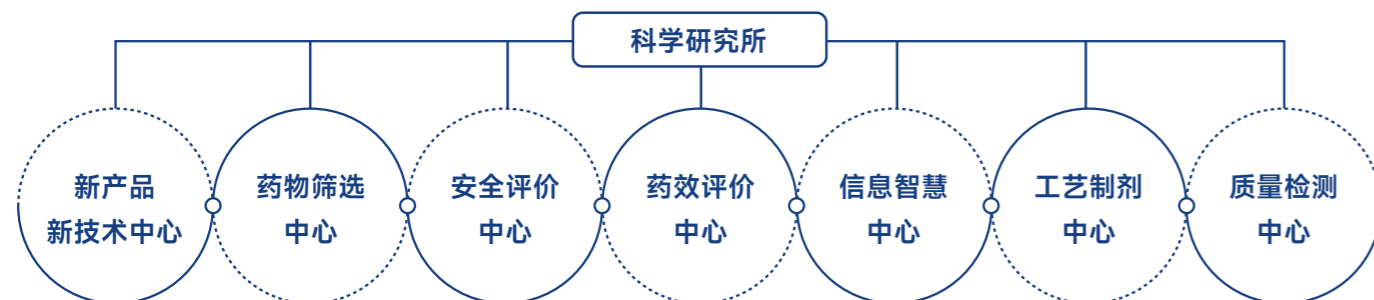 科学研究所
新产品
新技术中心
药物筛选
中心
安全评价
中心
药效评价
中心
信息智慧
中心
工艺制剂
中心
质量检测
中心